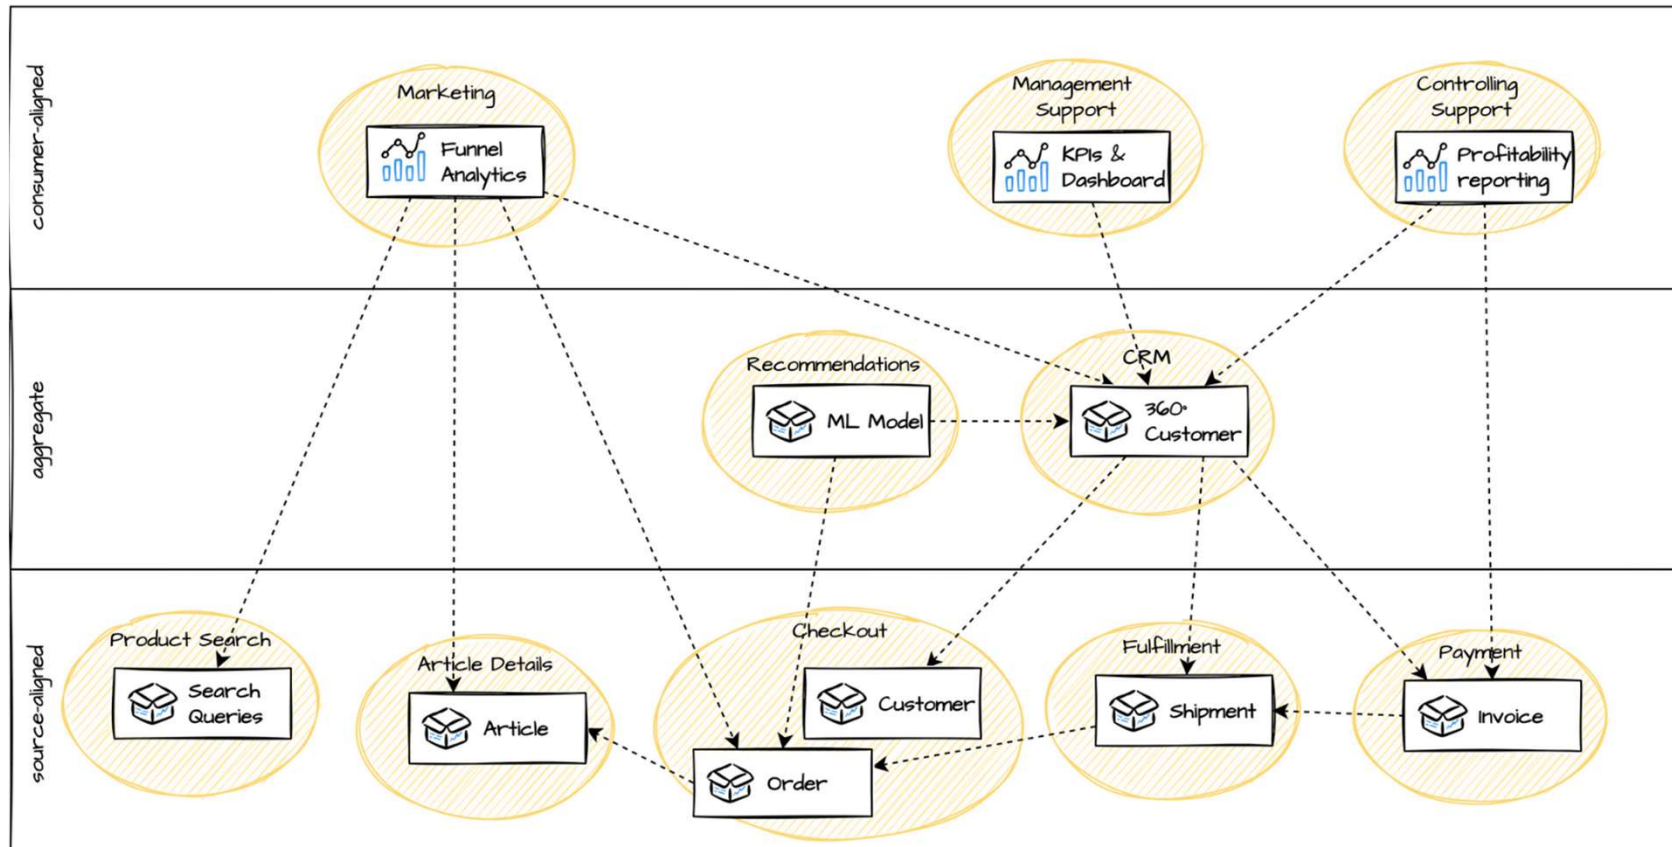 consumer-aligned
Marketing
Funnel
Analytics
Management
Support
KPIs &
Dashboard
Controlling
Support
Profitability
reporting
aggregate
Recommendations
ML Model
CRM
360°
Customer
source-aligned
Product Search
Search
Queries
Article Details
Article
Checkout
Customer
Order
Fulfillment
Shipment
Payment
Invoice